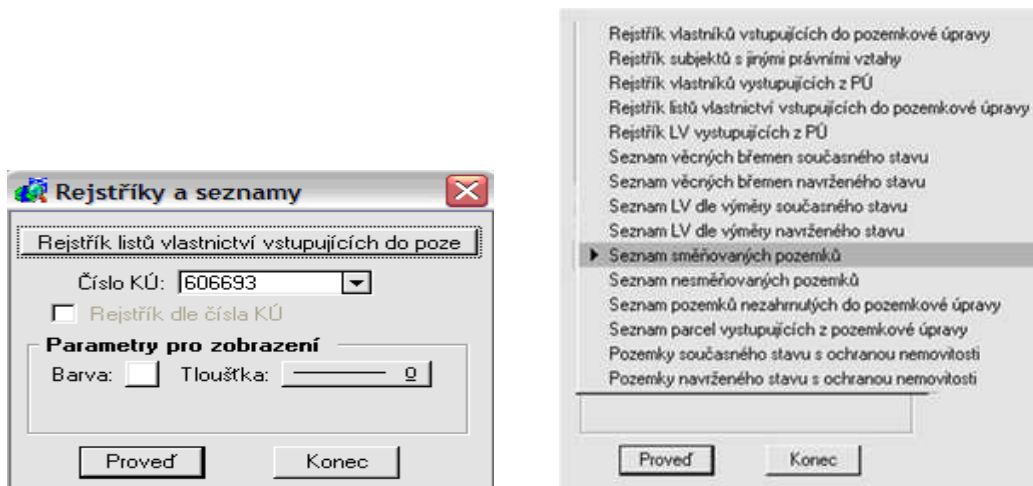 Rejstříky a seznamy
Rejstřík listů vlastnictví vstupujících do poze
Číslo KÚ: 606693
Rejstřík dle čísla KÚ
Parametry pro zobrazení
Barva: Tloušťka: 0
Proveď Konec
Rejstřík vlastníků vstupujících do pozemkové úpravy
Rejstřík subjektů s jinými právními vztahy
Rejstřík vlastníků vystupujících z PÚ
Rejstřík listů vlastnictví vstupujících do pozemkové úpravy
Rejstřík LV vystupujících z PÚ
Seznam věcných břemen současného stavu
Seznam věcných břemen navrženého stavu
Seznam LV dle výměry současného stavu
Seznam LV dle výměry navrženého stavu
Seznam směňovaných pozemků
Seznam nesměňovaných pozemků
Seznam pozemků nezahrnutých do pozemkové úpravy
Seznam parcel vystupujících z pozemkové úpravy
Pozemky současného stavu s ochranou nemovitosti
Pozemky navrženého stavu s ochranou nemovitosti
Proveď Konec